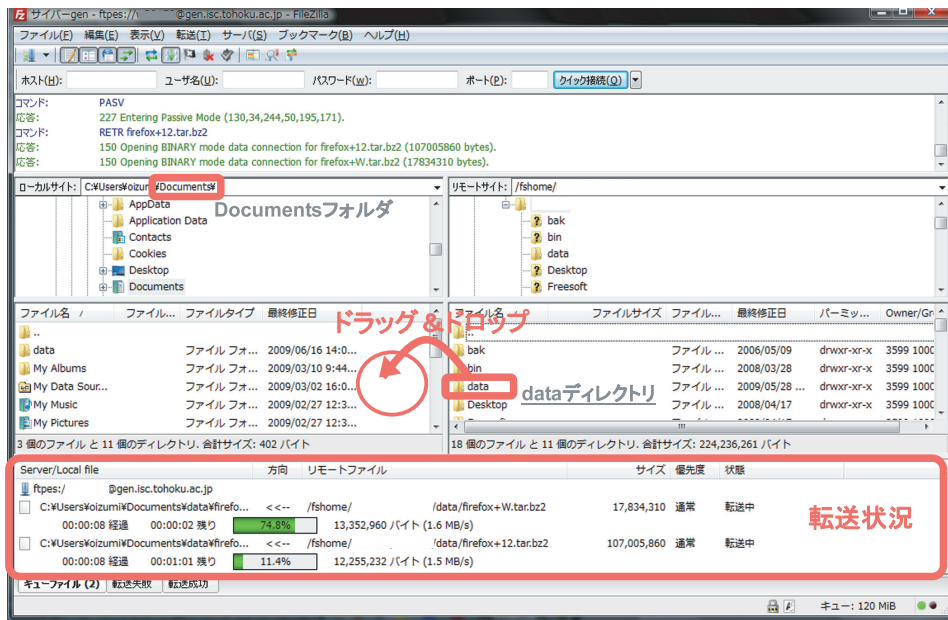 サイバーgen - ftpes:// @gen.isc.tohoku.ac.jp - FileZilla
ファイル(F) 編集(E) 表示(V) 転送(T) サーバ(S) ブックマーク(B) ヘルプ(H)
ホスト(H): ユーザ名(U): パスワード(w): ポート(P): クイック接続(Q)
コマンド: PASV
応答: 227 Entering Passive Mode (130,34,244,50,195,171).
コマンド: RETR firefox+12.tar.bz2
応答: 150 Opening BINARY mode data connection for firefox+12.tar.bz2 (107005860 bytes).
応答: 150 Opening BINARY mode data connection for firefox+W.tar.bz2 (17834310 bytes).
ローカルサイト: C:¥Users¥oizumi¥Documents¥ リモートサイト: /fshome/
AppData
Documentsフォルダ
Application Data
Contacts
Cookies
Desktop
Documents
bak
bin
data
Desktop
Freesoft
ファイル名 / ファイル... ファイルタイプ 最終修正日
..
data ファイル フォ... 2009/06/16 14:0...
My Albums ファイル フォ... 2009/03/10 9:44...
My Data Sour... ファイル フォ... 2009/03/02 16:0...
My Music ファイル フォ... 2009/02/27 12:3...
My Pictures ファイル フォ... 2009/02/27 12:3...
3 個のファイル と 11 個のディレクトリ. 合計サイズ: 402 バイト
ドラッグ&ドロップ
ファイル名 ファイルサイズ ファイル... 最終修正日 パーミッ... Owner/Gr
..
bak ファイル ... 2006/05/09 drwxr-xr-x 3599 1000
bin ファイル ... 2008/03/28 drwxr-xr-x 3599 1000
data ファイル ... 2009/05/28 ... drwxr-xr-x 3599 1000
dataディレクトリ
Desktop ファイル ... 2008/04/17 drwxr-xr-x 3599 1000
18 個のファイル と 11 個のディレクトリ. 合計サイズ: 224,236,261 バイト
Server/Local file 方向 リモートファイル サイズ 優先度 状態
ftpes:/ @gen.isc.tohoku.ac.jp
C:¥Users¥oizumi¥Documents¥data¥firefo... <<-- /fshome/ /data/firefox+W.tar.bz2 17,834,310 通常 転送中
00:00:08 経過 00:00:02 残り 74.8% 13,352,960 バイト (1.6 MB/s)
C:¥Users¥oizumi¥Documents¥data¥firefo... <<-- /fshome/ /data/firefox+12.tar.bz2 107,005,860 通常 転送中
00:00:08 経過 00:01:01 残り 11.4% 12,255,232 バイト (1.5 MB/s)
転送状況
キューファイル (2) 転送失敗 転送成功
キュー: 120 MiB